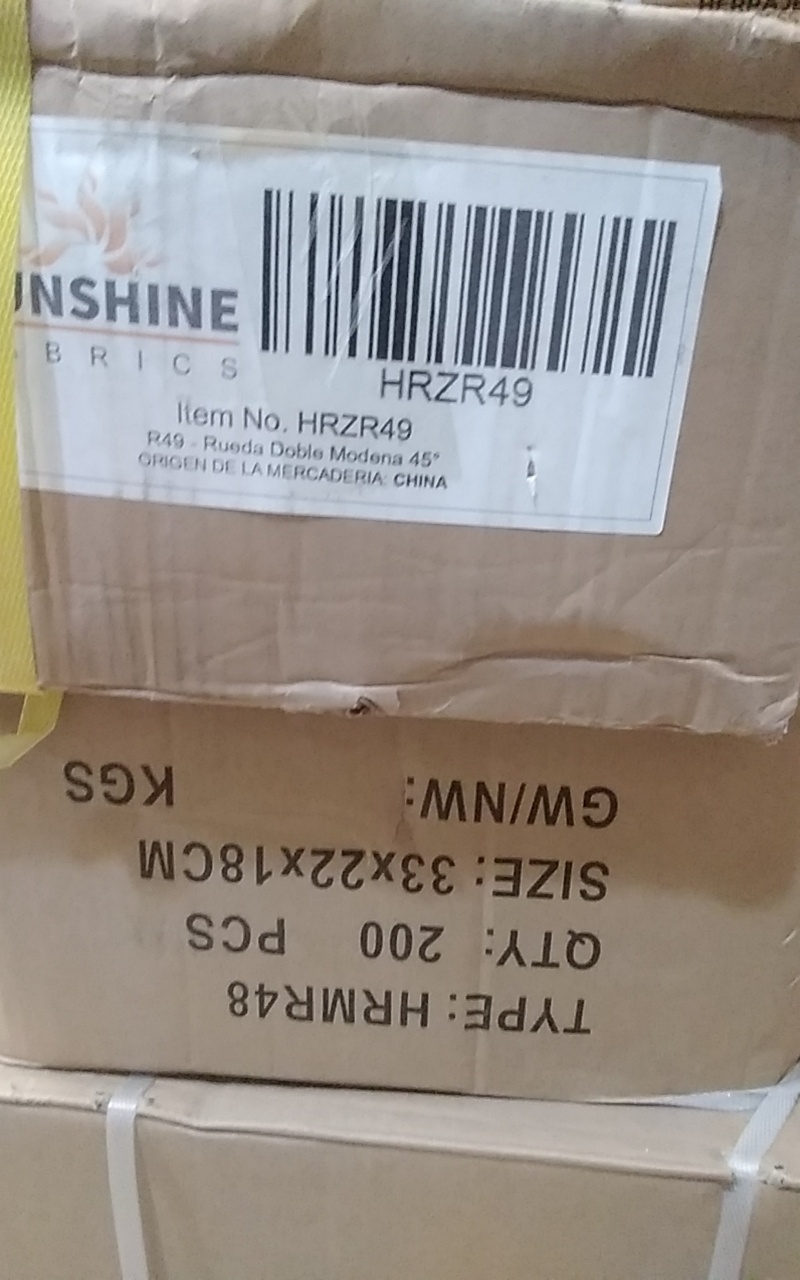 UNSHINE
BRICS
HRZR49
Item No. HRZR49
R49 - Rueda Doble Modena 45°
ORIGEN DE LA MERCADERIA: CHINA
TYPE: HRMR48
QTY: 200 PCS
SIZE: 33x22x18CM
GW/NW: KGS